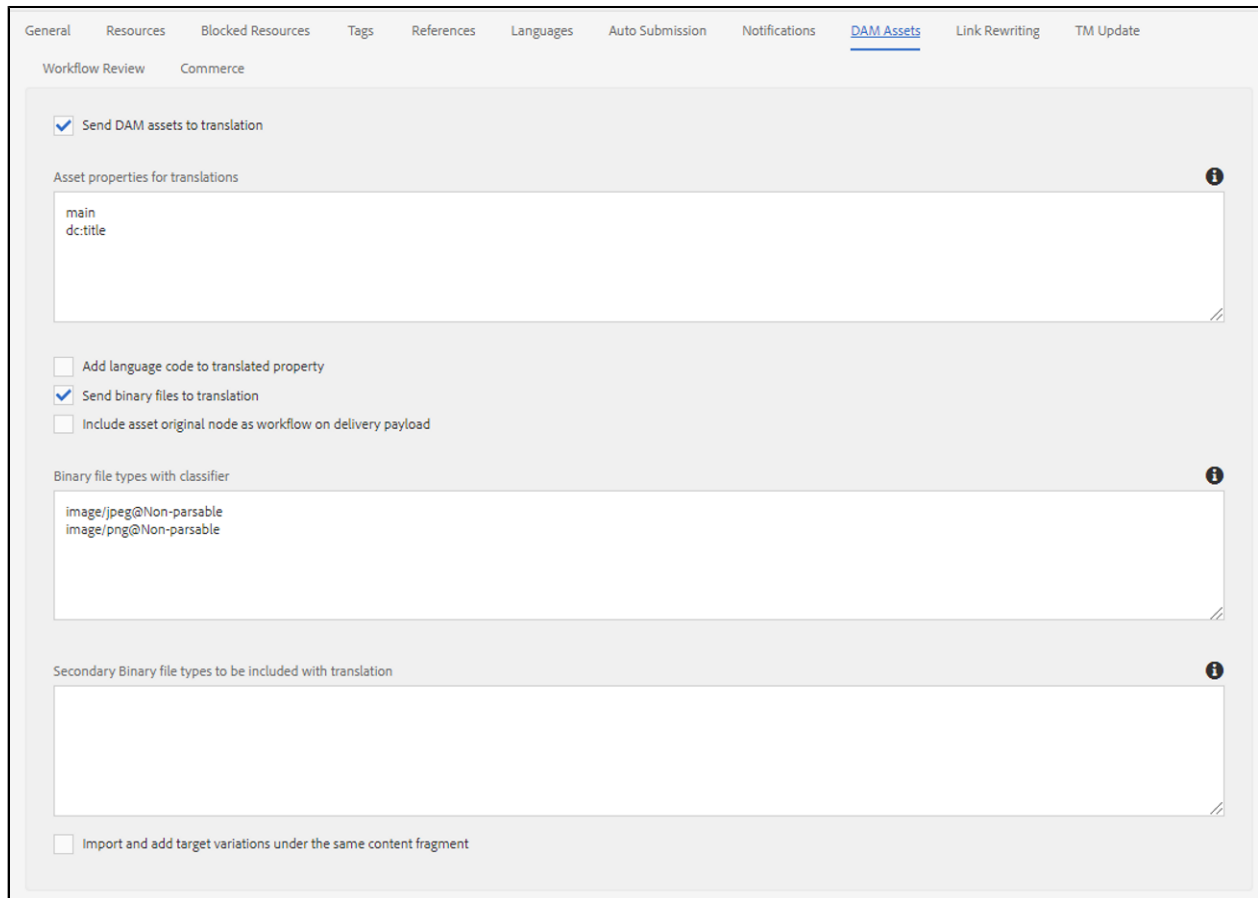 General Resources Blocked Resources Tags References Languages Auto Submission Notifications DAM Assets Link Rewriting TM Update
Workflow Review Commerce
Send DAM assets to translation
Asset properties for translations
main
dc:title
Add language code to translated property
Send binary files to translation
Include asset original node as workflow on delivery payload
Binary file types with classifier
image/jpeg@Non-parsable
image/png@Non-parsable
Secondary Binary file types to be included with translation
Import and add target variations under the same content fragment